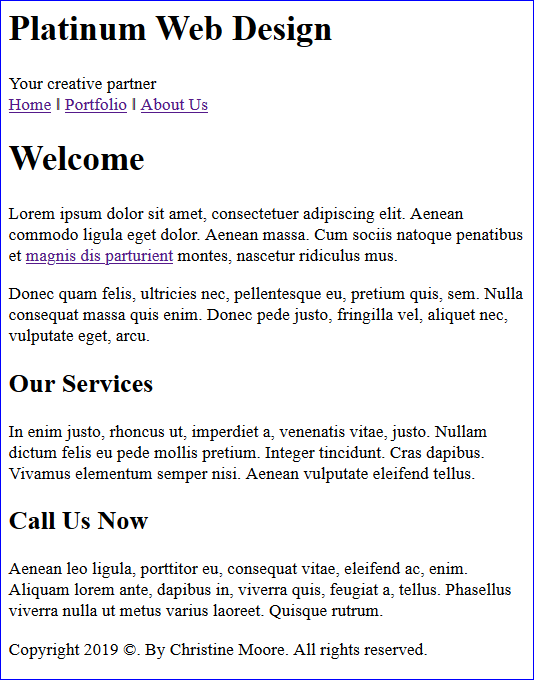 Platinum Web Design
Your creative partner
Home | Portfolio | About Us
Welcome
Lorem ipsum dolor sit amet, consectetuer adipiscing elit. Aenean
commodo ligula eget dolor. Aenean massa. Cum sociis natoque penatibus
et magnis dis parturient montes, nascetur ridiculus mus.
Donec quam felis, ultricies nec, pellentesque eu, pretium quis, sem. Nulla
consequat massa quis enim. Donec pede justo, fringilla vel, aliquet nec,
vulputate eget, arcu.
Our Services
In enim justo, rhoncus ut, imperdiet a, venenatis vitae, justo. Nullam
dictum felis eu pede mollis pretium. Integer tincidunt. Cras dapibus.
Vivamus elementum semper nisi. Aenean vulputate eleifend tellus.
Call Us Now
Aenean leo ligula, porttitor eu, consequat vitae, eleifend ac, enim.
Aliquam lorem ante, dapibus in, viverra quis, feugiat a, tellus. Phasellus
viverra nulla ut metus varius laoreet. Quisque rutrum.
Copyright 2019 ©. By Christine Moore. All rights reserved.